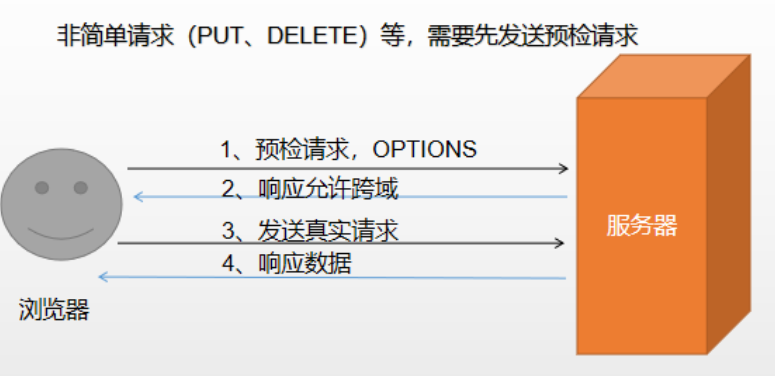 非简单请求（PUT、DELETE）等，需要先发送预检请求
1、预检请求，OPTIONS
2、响应允许跨域
3、发送真实请求
4、响应数据
服务器
浏览器